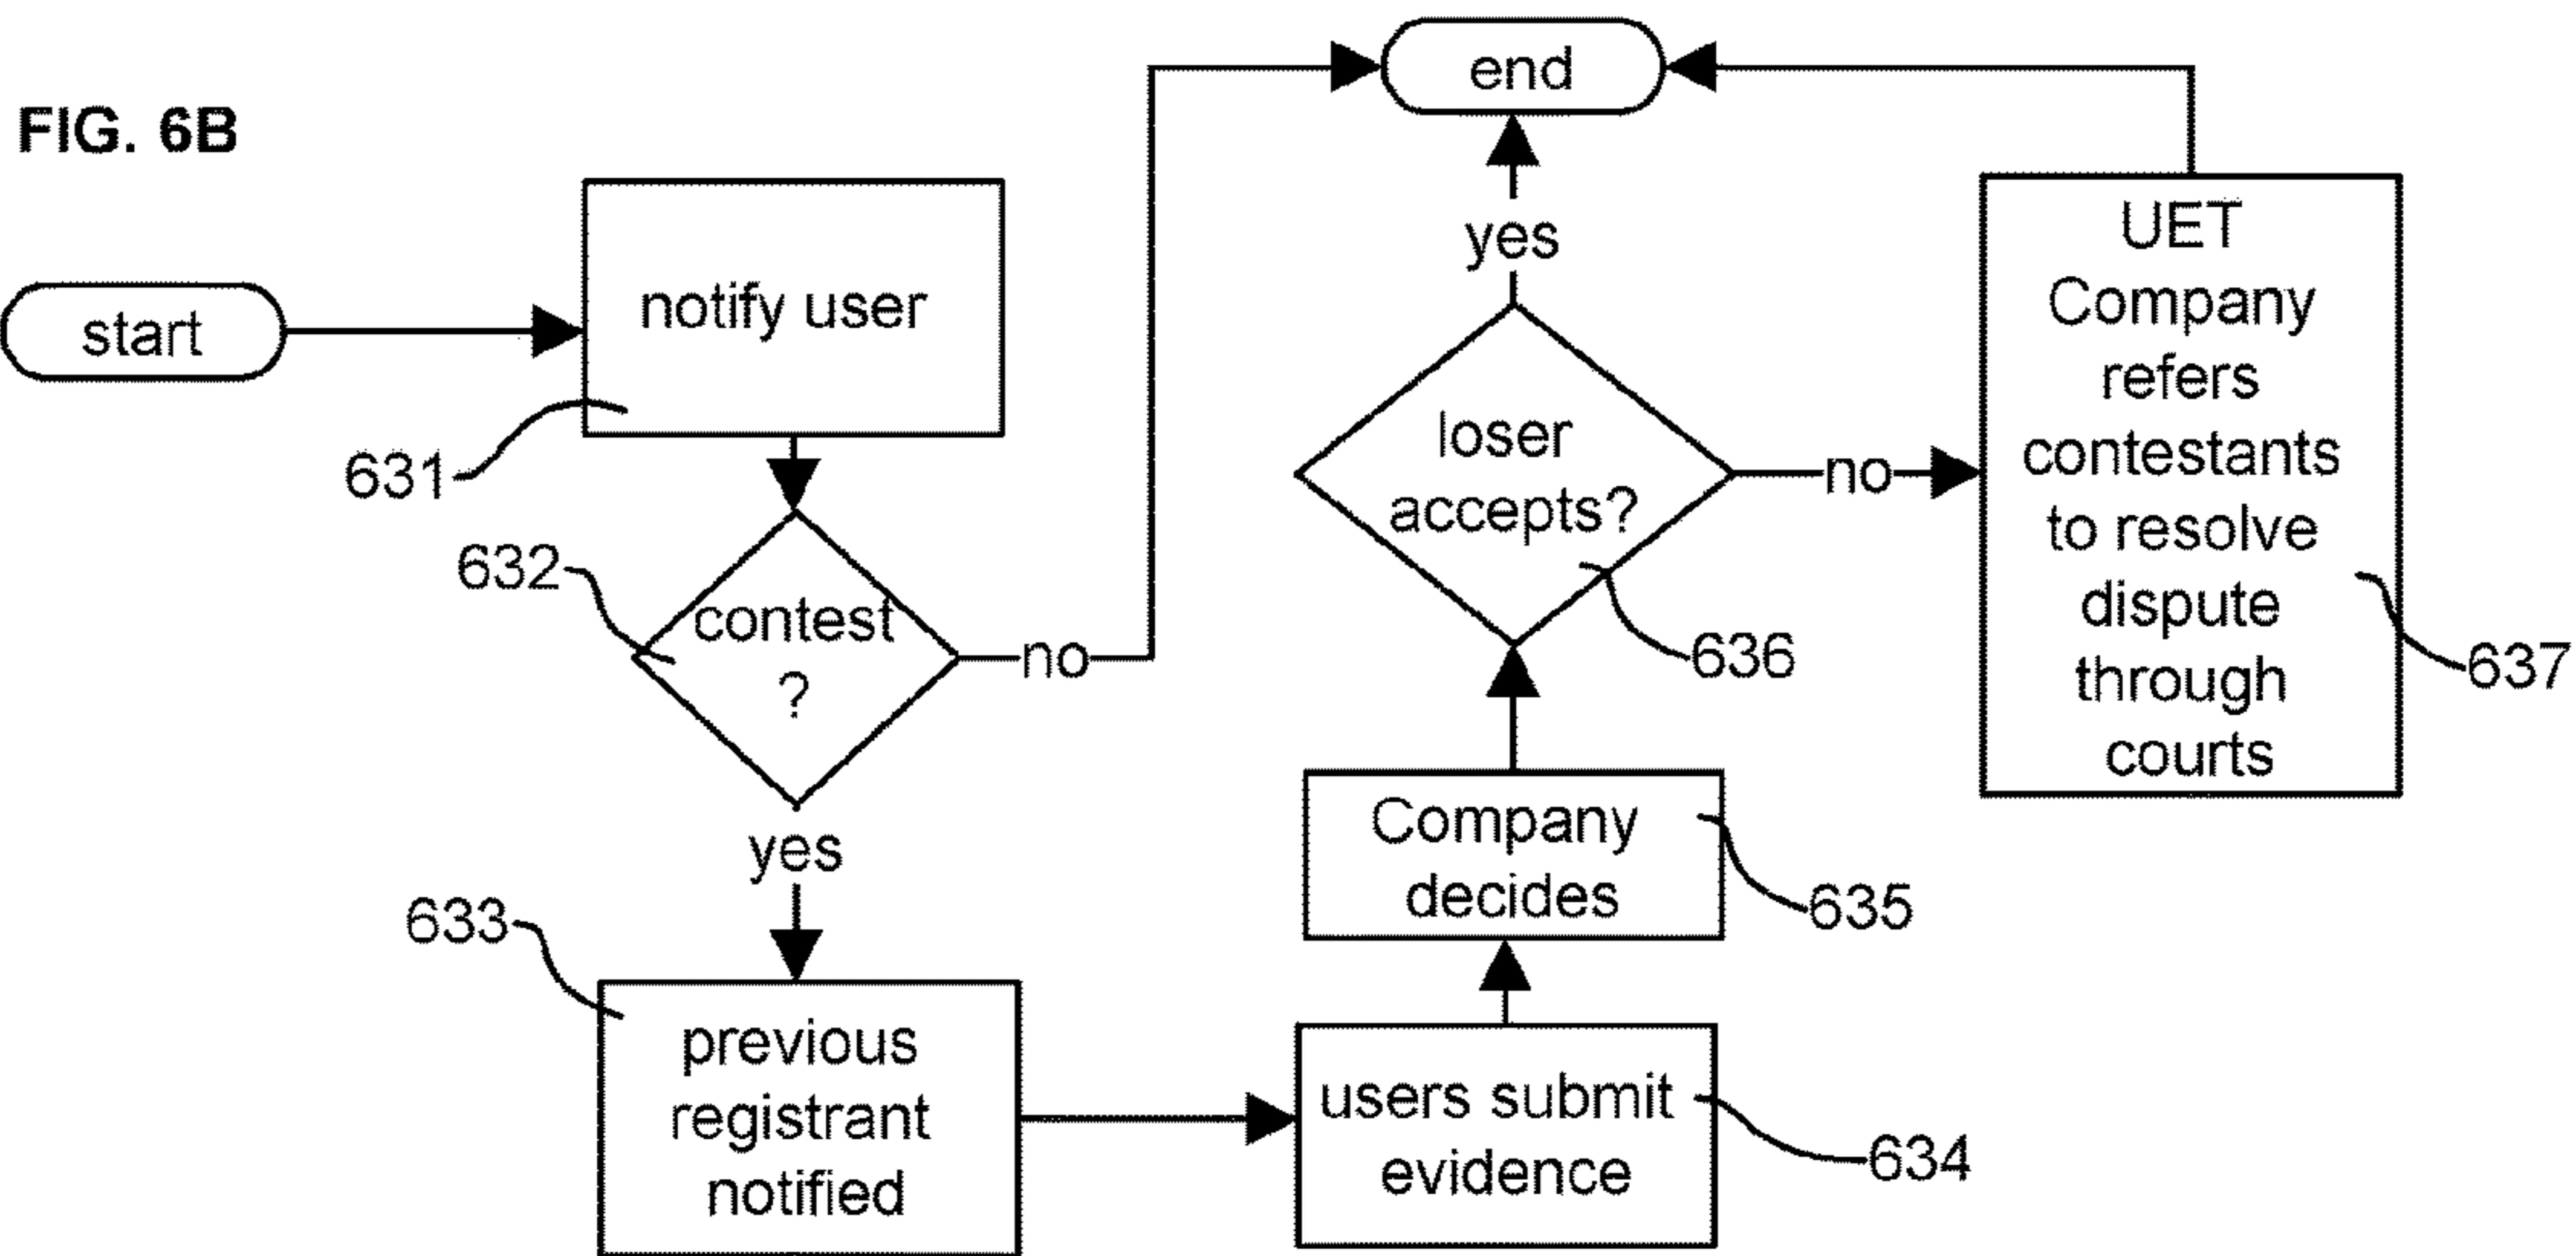 FIG. 6B
start
notify user
631
632
contest
?
no
yes
633
previous
registrant
notified
users submit
evidence
634
Company
decides
635
loser
accepts?
636
yes
end
no
UET
Company
refers
contestants
to resolve
dispute
through
courts
637